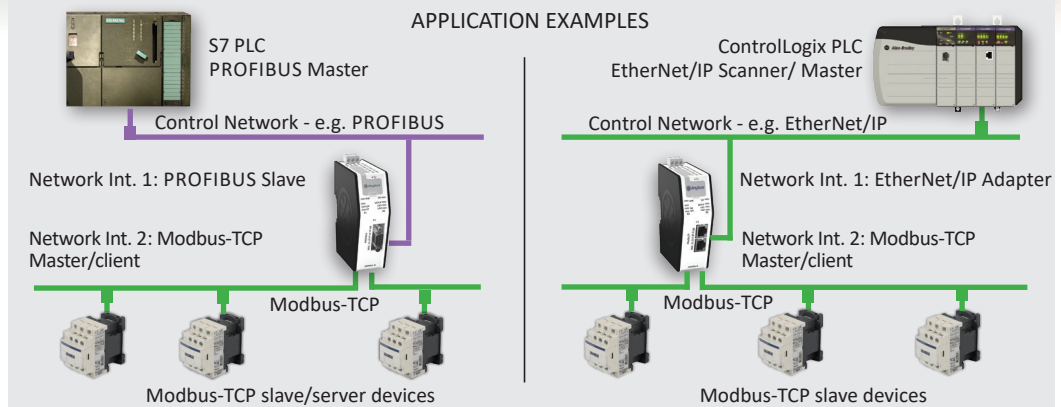 APPLICATION EXAMPLES
SIEMENS
S7 PLC
PROFIBUS Master
Control Network - e.g. PROFIBUS
Network Int. 1: PROFIBUS Slave
Network Int. 2: Modbus-TCP
Master/client
Modbus-TCP
Modbus-TCP slave/server devices
ControlLogix PLC
EtherNet/IP Scanner/ Master
Allen-Bradley
Control Network - e.g. EtherNet/IP
Network Int. 1: EtherNet/IP Adapter
Network Int. 2: Modbus-TCP
Master/client
Modbus-TCP
Modbus-TCP slave devices